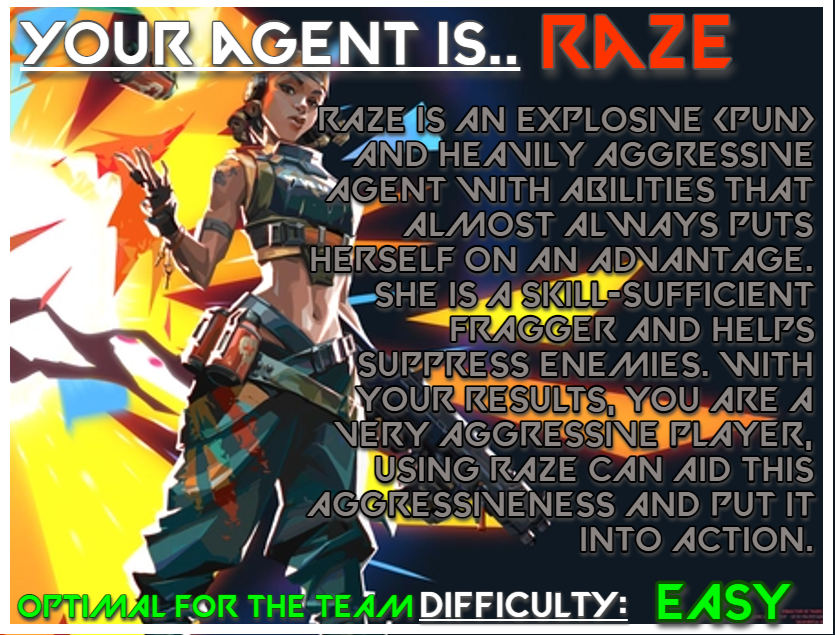 YOUR AGENT IS.. RAZE
RAZE IS AN EXPLOSIVE <PUN>
AND HEAVILY AGGRESSIVE
AGENT WITH ABILITIES THAT
ALMOST ALWAYS PUTS
HERSELF ON AN ADVANTAGE.
SHE IS A SKILL-SUFFICIENT
FRAGGER AND HELPS
SUPPRESS ENEMIES. WITH
YOUR RESULTS, YOU ARE A
VERY AGGRESSIVE PLAYER,
USING RAZE CAN AID THIS
AGGRESSIVENESS AND PUT IT
INTO ACTION.
OPTIMAL FOR THE TEAM DIFFICULTY: EASY